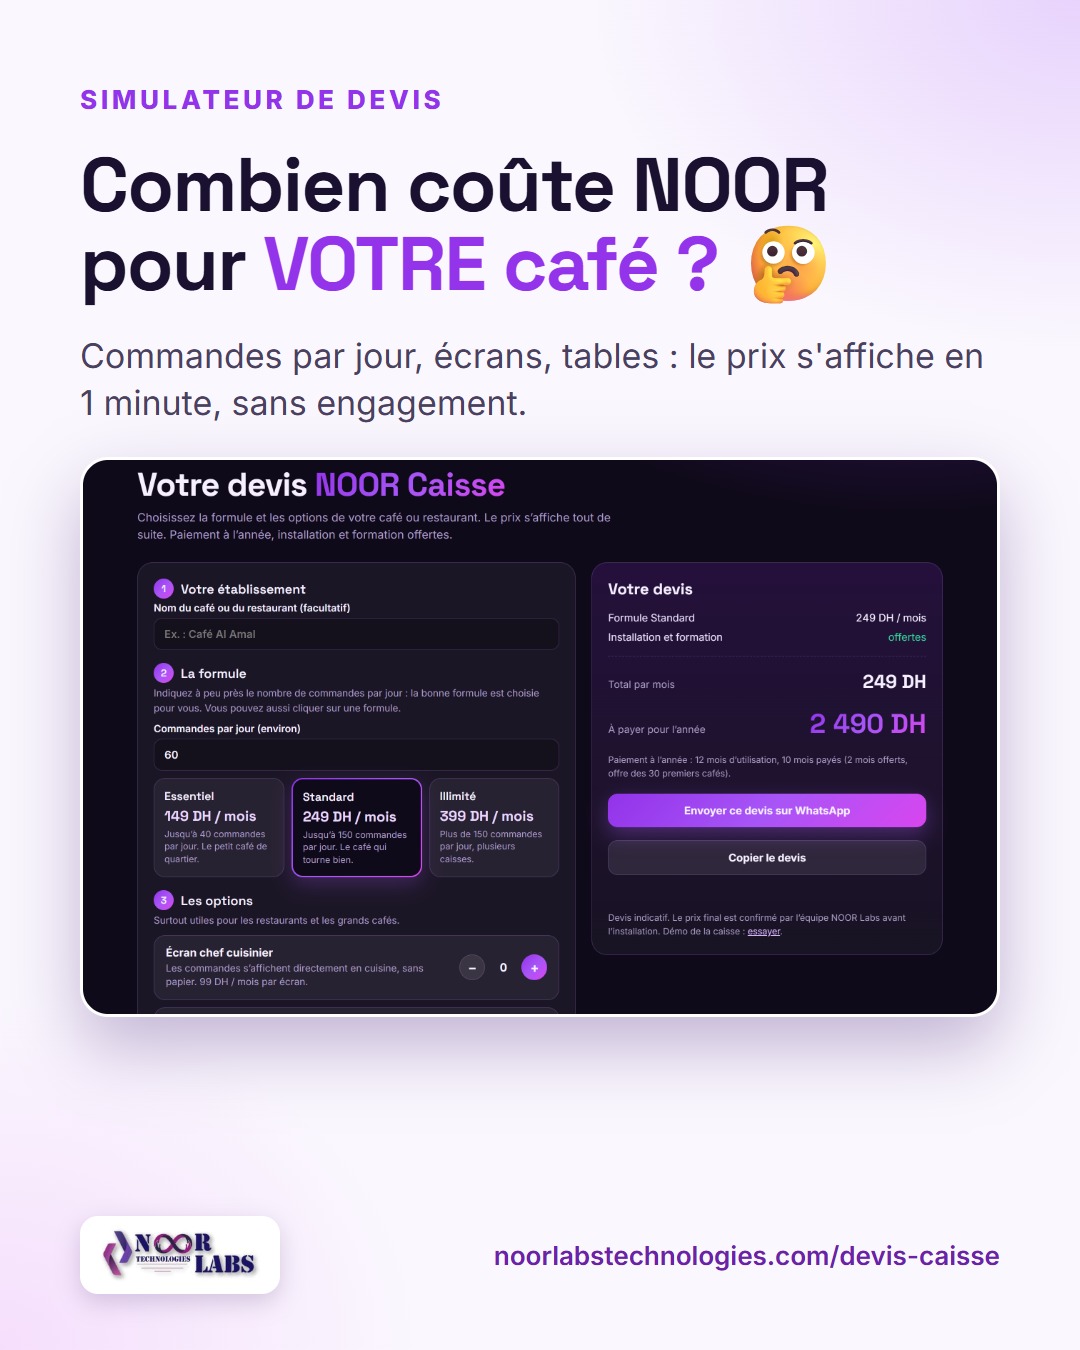 SIMULATEUR DE DEVIS
Combien coûte NOOR
pour VOTRE café ? 🤔
Commandes par jour, écrans, tables : le prix s'affiche en
1 minute, sans engagement.
Votre devis NOOR Caisse
Choisissez la formule et les options de votre café ou restaurant. Le prix s'affiche tout de
suite. Paiement à l'année, installation et formation offertes.
1 Votre établissement
Nom du café ou du restaurant (facultatif)
Ex. : Café Al Amal
2 La formule
Indiquez à peu près le nombre de commandes par jour : la bonne formule est choisie
pour vous. Vous pouvez aussi cliquer sur une formule.
Commandes par jour (environ)
60
Essentiel
149 DH / mois
Jusqu'à 40 commandes
par jour. Le petit café de
quartier.
Standard
249 DH / mois
Jusqu'à 150 commandes
par jour. Le café qui
tourne bien.
Illimité
399 DH / mois
Plus de 150 commandes
par jour, plusieurs
caisses.
3 Les options
Surtout utiles pour les restaurants et les grands cafés.
Écran chef cuisinier
Les commandes s'affichent directement en cuisine, sans
papier. 99 DH / mois par écran.
− 0 +
Votre devis
Formule Standard 249 DH / mois
Installation et formation offertes
Total par mois 249 DH
À payer pour l'année 2 490 DH
Paiement à l'année : 12 mois d'utilisation, 10 mois payés (2 mois offerts,
offre des 30 premiers cafés).
Envoyer ce devis sur WhatsApp
Copier le devis
Devis indicatif. Le prix final est confirmé par l'équipe NOOR Labs avant
l'installation. Démo de la caisse : essayer.
NOOR
TECHNOLOGIES
LABS
noorlabstechnologies.com/devis-caisse